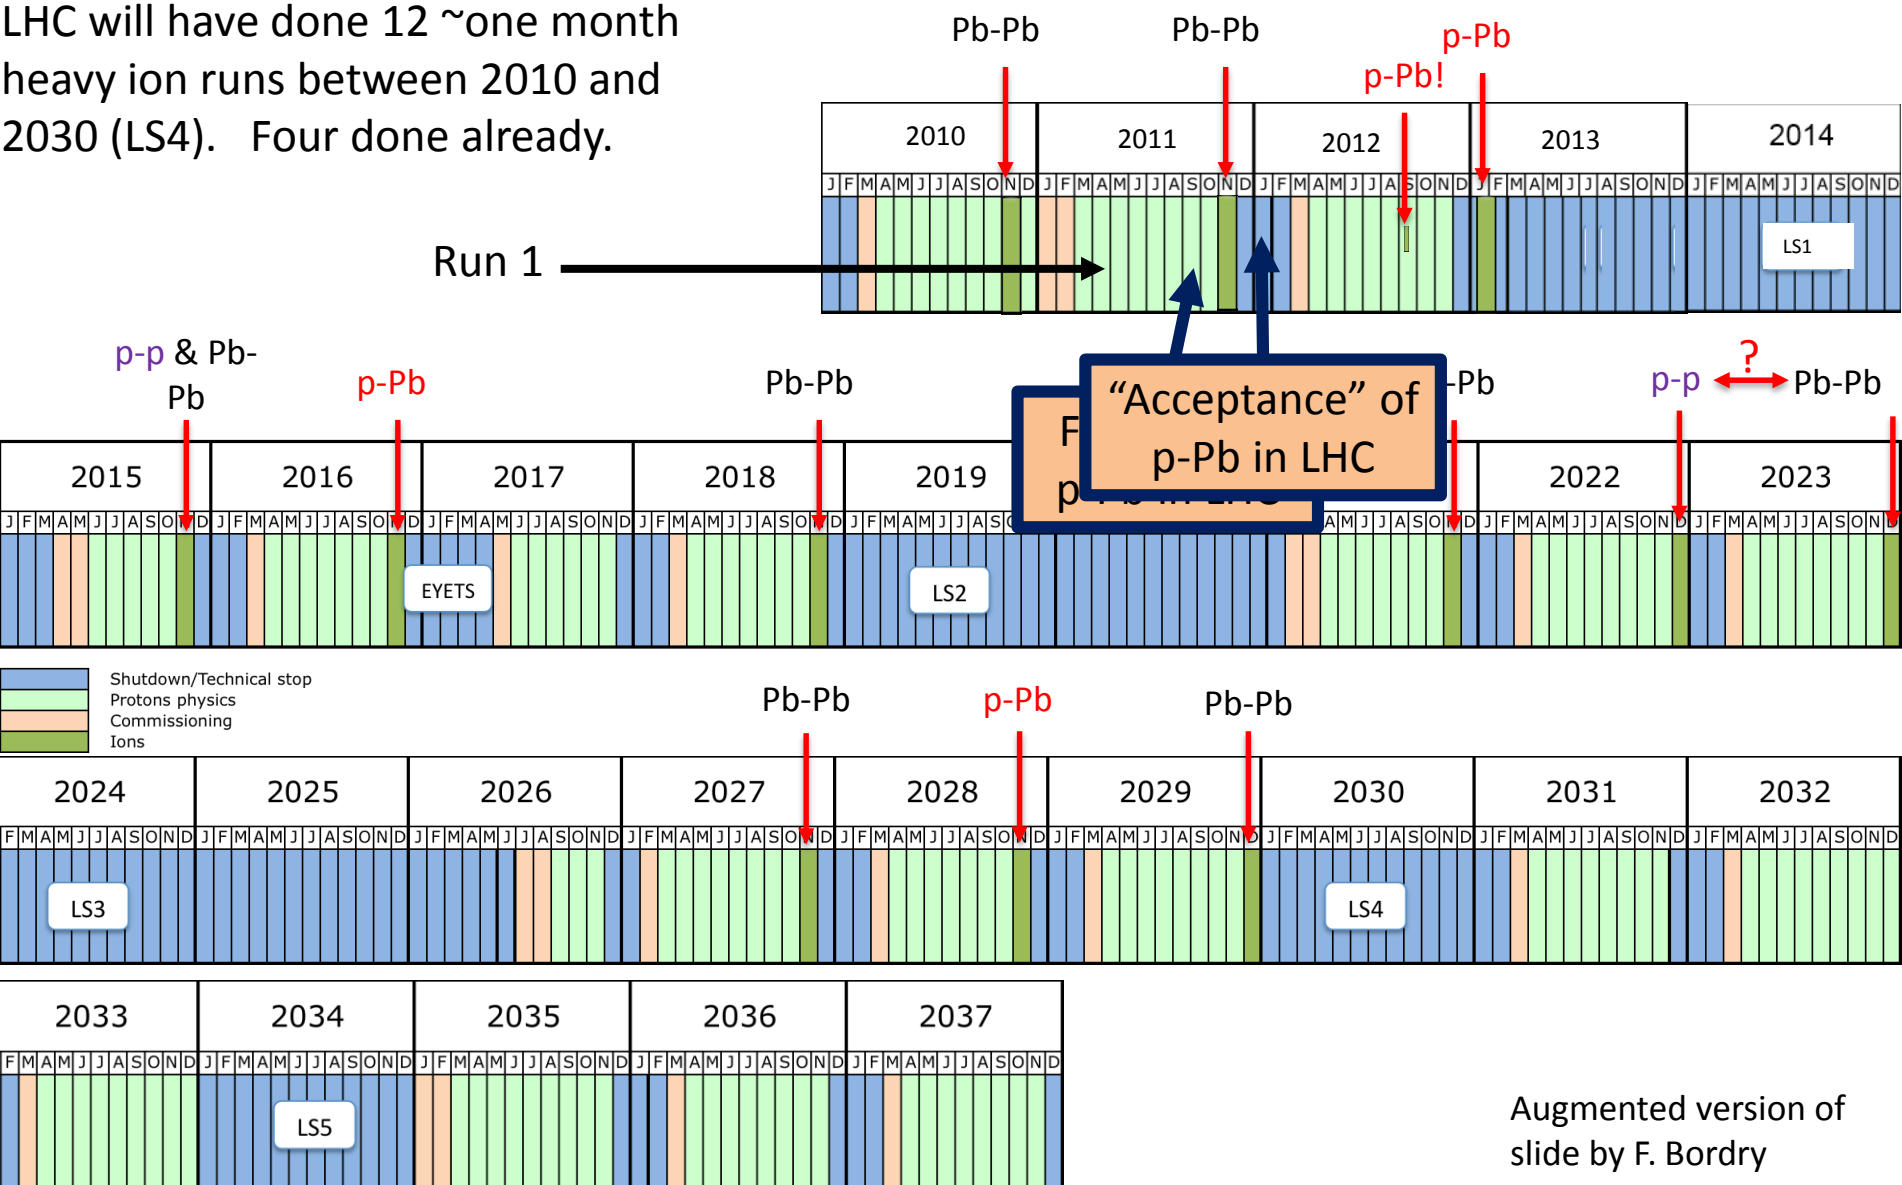 LHC will have done 12 ~one month
heavy ion runs between 2010 and
2030 (LS4).   Four done already.
Pb-Pb
Pb-Pb
p-Pb!
p-Pb
2010
2011
2012
2013
2014
J F M A M J J A S O N D J F M A M J J A S O N D J F M A M J J A S O N D J F M A M J J A S O N D J F M A M J J A S O N D
LS1
Run 1
p-p & Pb-
Pb
p-Pb
Pb-Pb
"Acceptance" of
p-Pb in LHC
-Pb
p-p
?
Pb-Pb
2015
2016
2017
2018
2019
2022
2023
J F M A M J J A S O N D J F M A M J J A S O N D J F M A M J J A S O N D J F M A M J J A S O N D J F M A M J J A S
A M J J A S O N D J F M A M J J A S O N D J F M A M J J A S O N D
EYETS
LS2
Shutdown/Technical stop
Protons physics
Commissioning
Ions
Pb-Pb
p-Pb
Pb-Pb
2024
2025
2026
2027
2028
2029
2030
2031
2032
F M A M J J A S O N D J F M A M J J A S O N D J F M A M J J A S O N D J F M A M J J A S O N D J F M A M J J A S O N D J F M A M J J A S O N D J F M A M J J A S O N D J F M A M J J A S O N D J F M A M J J A S O N D
LS3
LS4
2033
2034
2035
2036
2037
F M A M J J A S O N D J F M A M J J A S O N D J F M A M J J A S O N D J F M A M J J A S O N D J F M A M J J A S O N D
LS5
Augmented version of
slide by F. Bordry